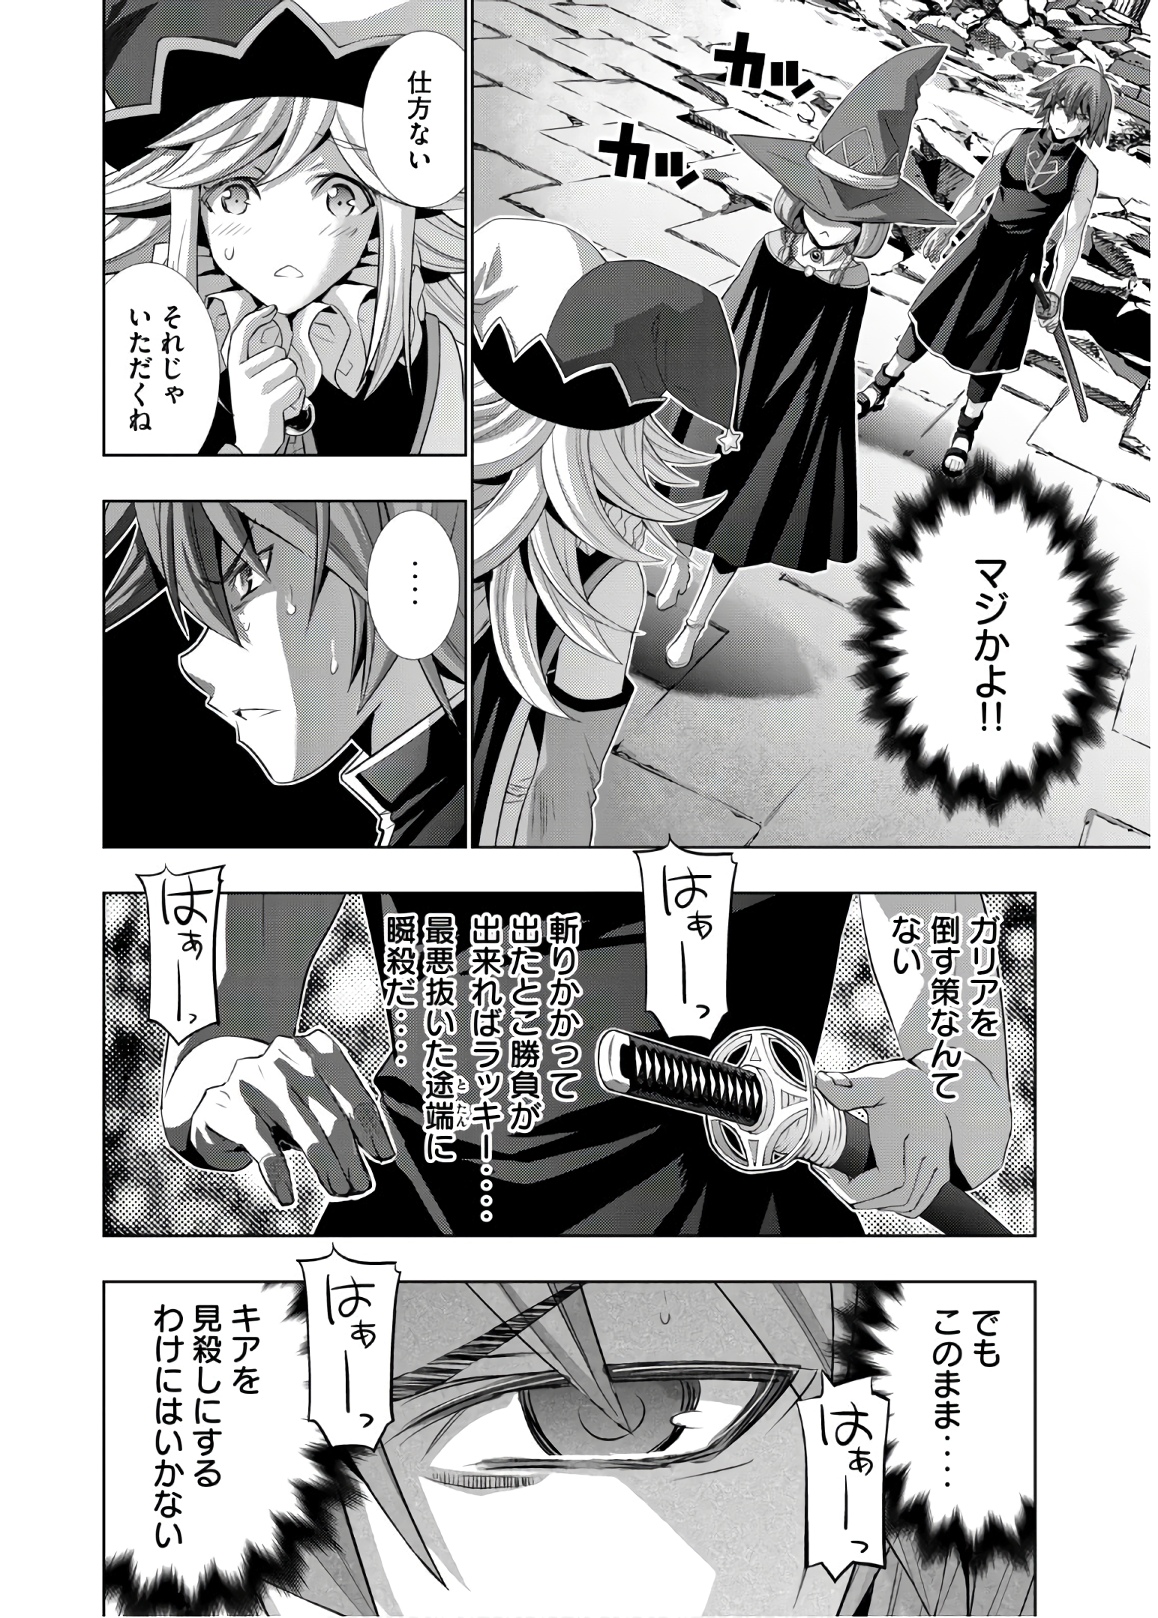 カッ
カッ
マジかよ!!
仕方ない
それじゃ
いただくね
‥‥
ガリアを
倒す策なんて
ない
はぁーっ
斬りかかって
出たとこ勝負が
出来ればラッキー‥‥
最悪抜いた途端に
とたん
瞬殺だ‥‥
はぁーっ
でも
このまま‥‥
はぁーっ
はぁーっ
キアを
見殺しにする
わけにはいかない